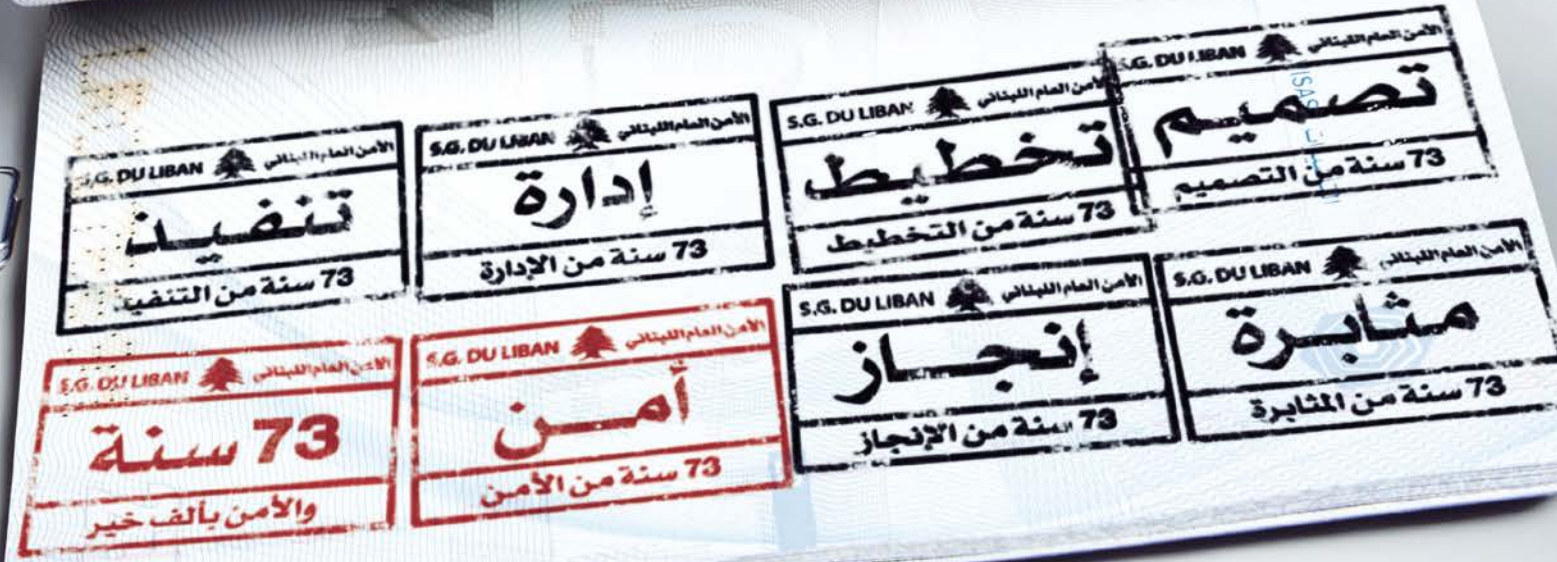 S.G. DU LIBAN الأمن العام اللبناني
تصميم
73 سنة من التصميم
S.G. DU LIBAN الأمن العام اللبناني
تخطيط
73 سنة من التخطيط
S.G. DU LIBAN الأمن العام اللبناني
إدارة
73 سنة من الإدارة
S.G. DU LIBAN الأمن العام اللبناني
تنفيذ
73 سنة من التنفيذ
S.G. DU LIBAN الأمن العام اللبناني
مثابرة
73 سنة من المثابرة
S.G. DU LIBAN الأمن العام اللبناني
إنجاز
73 سنة من الإنجاز
S.G. DU LIBAN الأمن العام اللبناني
أمن
73 سنة من الأمن
S.G. DU LIBAN الأمن العام اللبناني
73 سنة
والأمن بألف خير